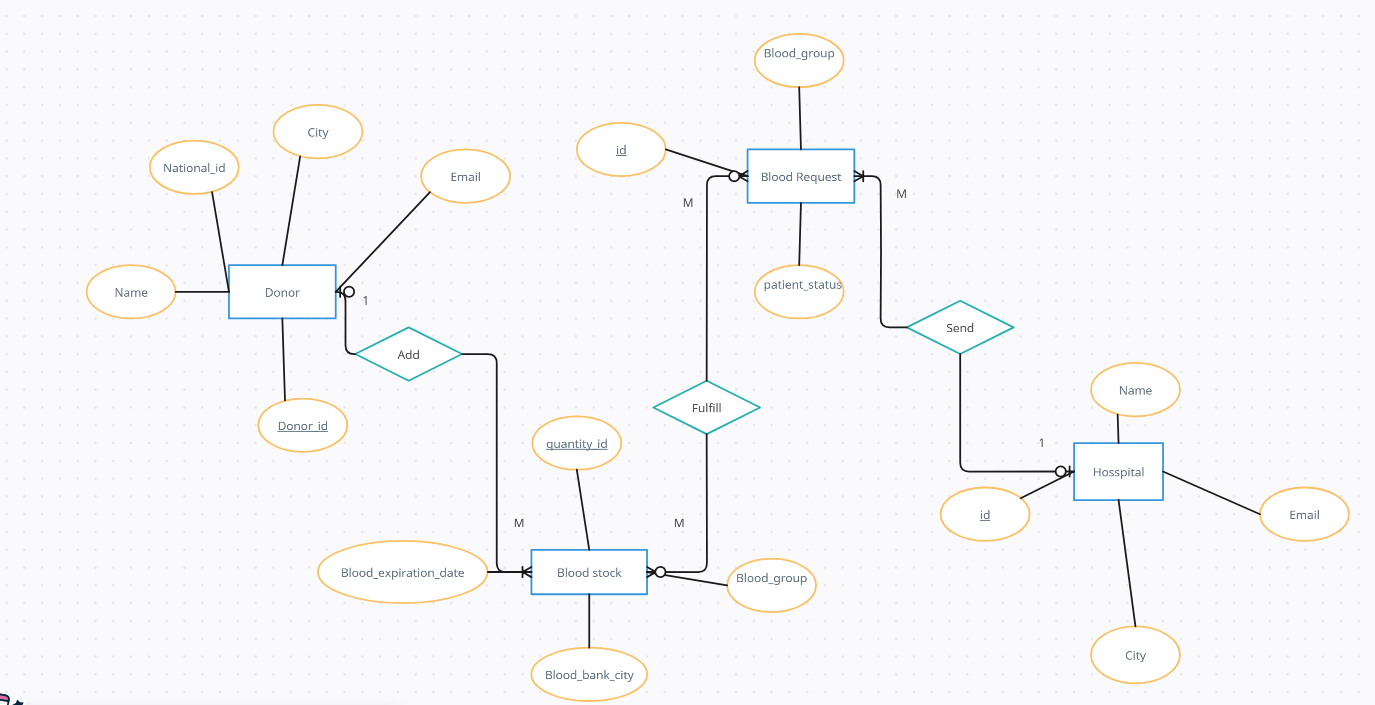 Blood_group
City
id
National_id
Email
Blood Request
M
M
Name
Donor
1
patient_status
Send
Add
Name
Fulfill
Donor_id
quantity_id
1
Hosspital
M
M
id
Email
Blood_expiration_date
Blood stock
Blood_group
City
Blood_bank_city